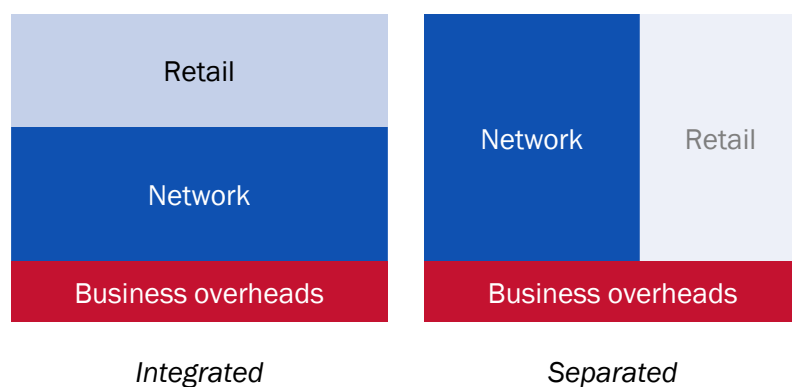 Retail
Network
Business overheads
Integrated
Network
Retail
Business overheads
Separated